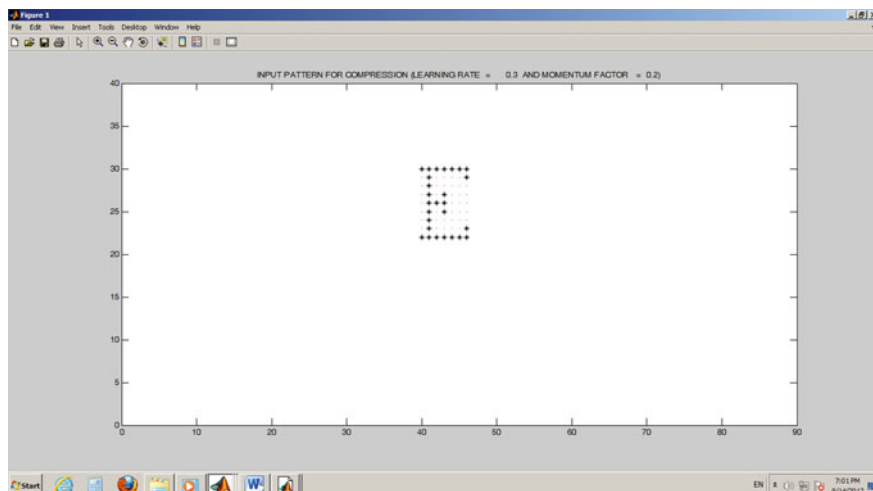 Figure 1
File Edit View Insert Tools Desktop Window Help
INPUT PATTERN FOR COMPRESSION (LEARNING RATE = 0.3 AND MOMENTUM FACTOR = 0.2)
40
35
30
25
20
15
10
5
0
0 10 20 30 40 50 60 70 80 90
Start
EN
7:01 PM